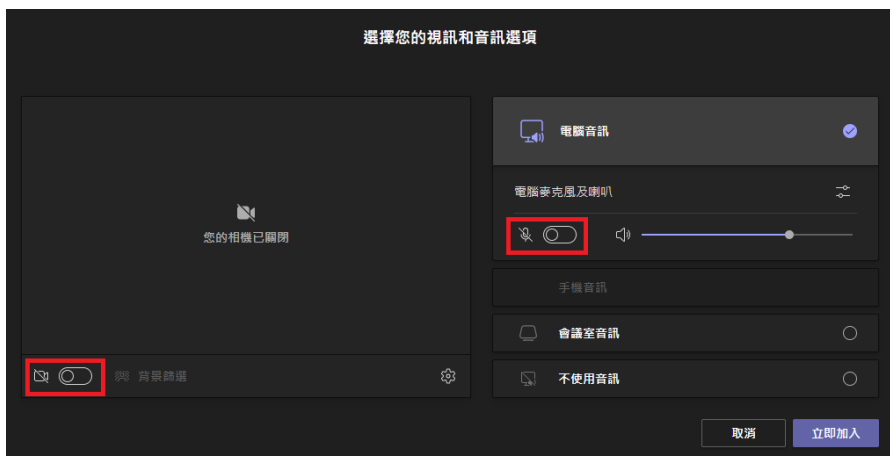 選擇您的視訊和音訊選項
您的相機已關閉
背景篩選
電腦音訊
電腦麥克風及喇叭
手機音訊
會議室音訊
不使用音訊
取消
立即加入